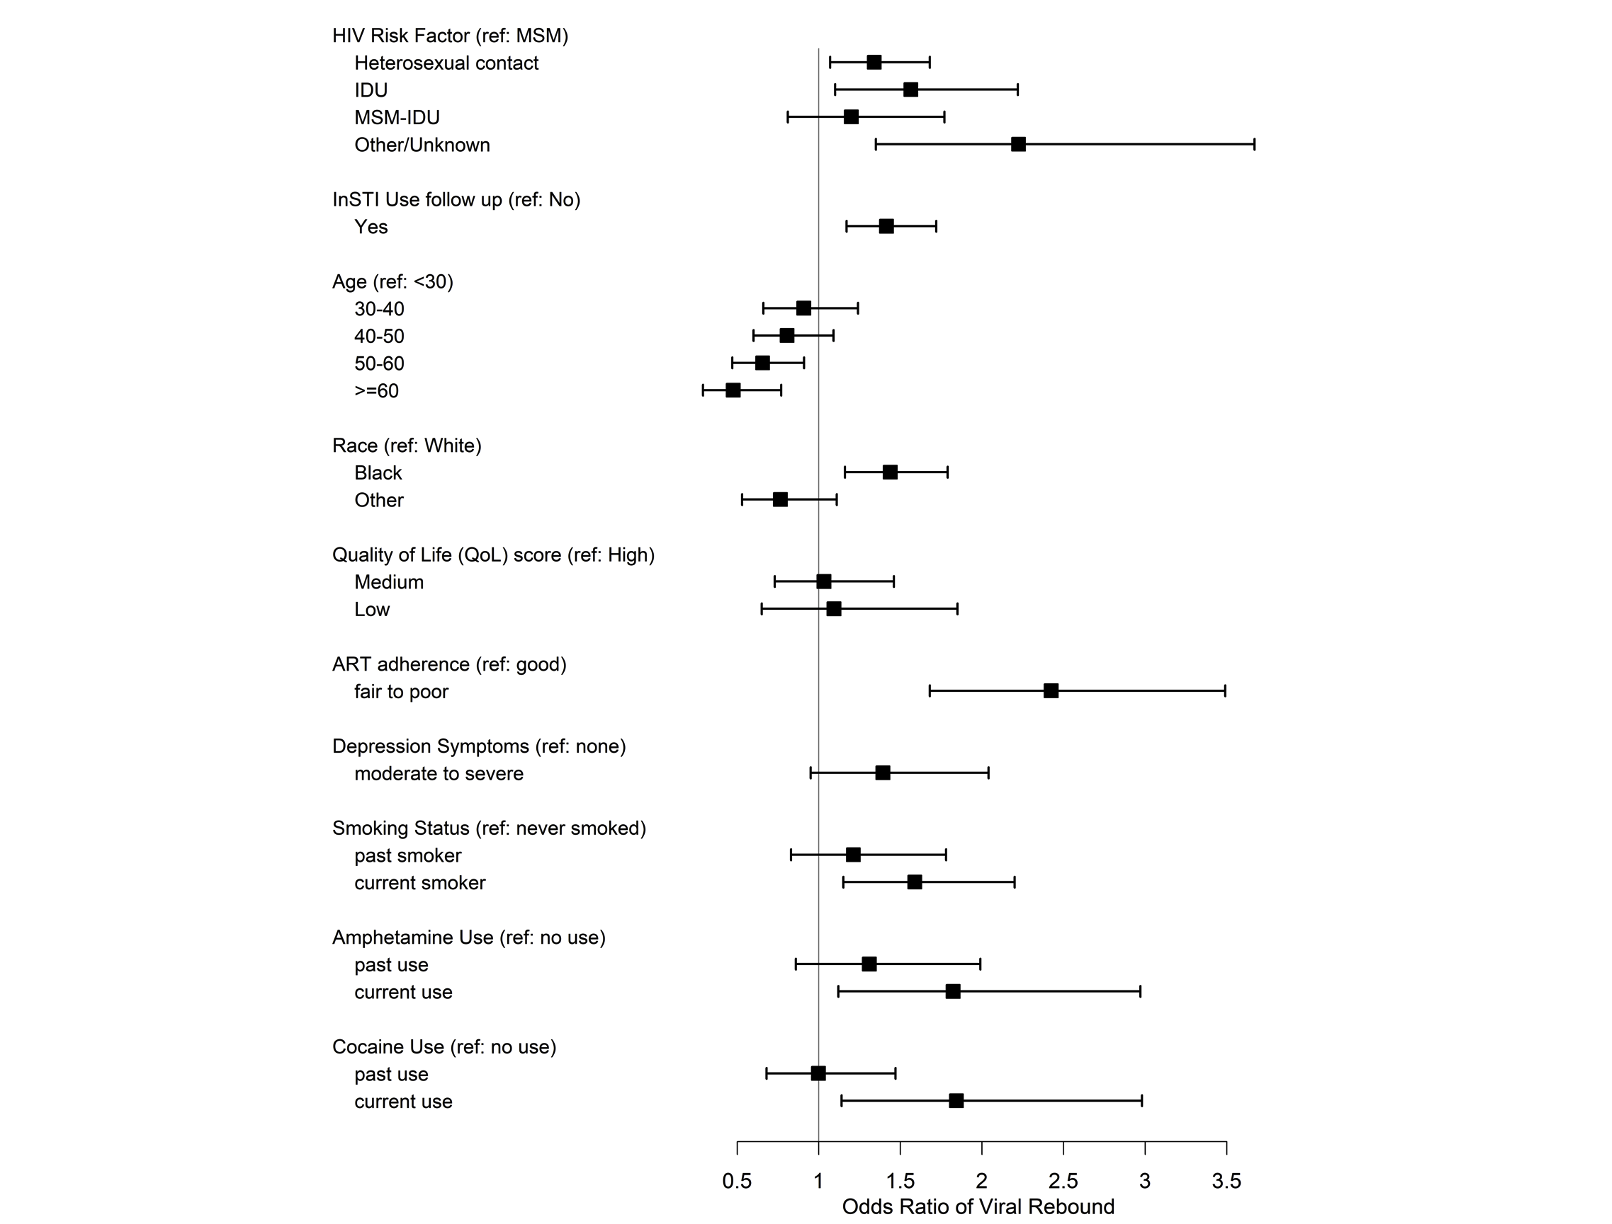 HIV Risk Factor (ref: MSM)
Heterosexual contact
IDU
MSM-IDU
Other/Unknown
InSTI Use follow up (ref: No)
Yes
Age (ref: <30)
30-40
40-50
50-60
>=60
Race (ref: White)
Black
Other
Quality of Life (QoL) score (ref: High)
Medium
Low
ART adherence (ref: good)
fair to poor
Depression Symptoms (ref: none)
moderate to severe
Smoking Status (ref: never smoked)
past smoker
current smoker
Amphetamine Use (ref: no use)
past use
current use
Cocaine Use (ref: no use)
past use
current use
0.5 1 1.5 2 2.5 3 3.5
Odds Ratio of Viral Rebound